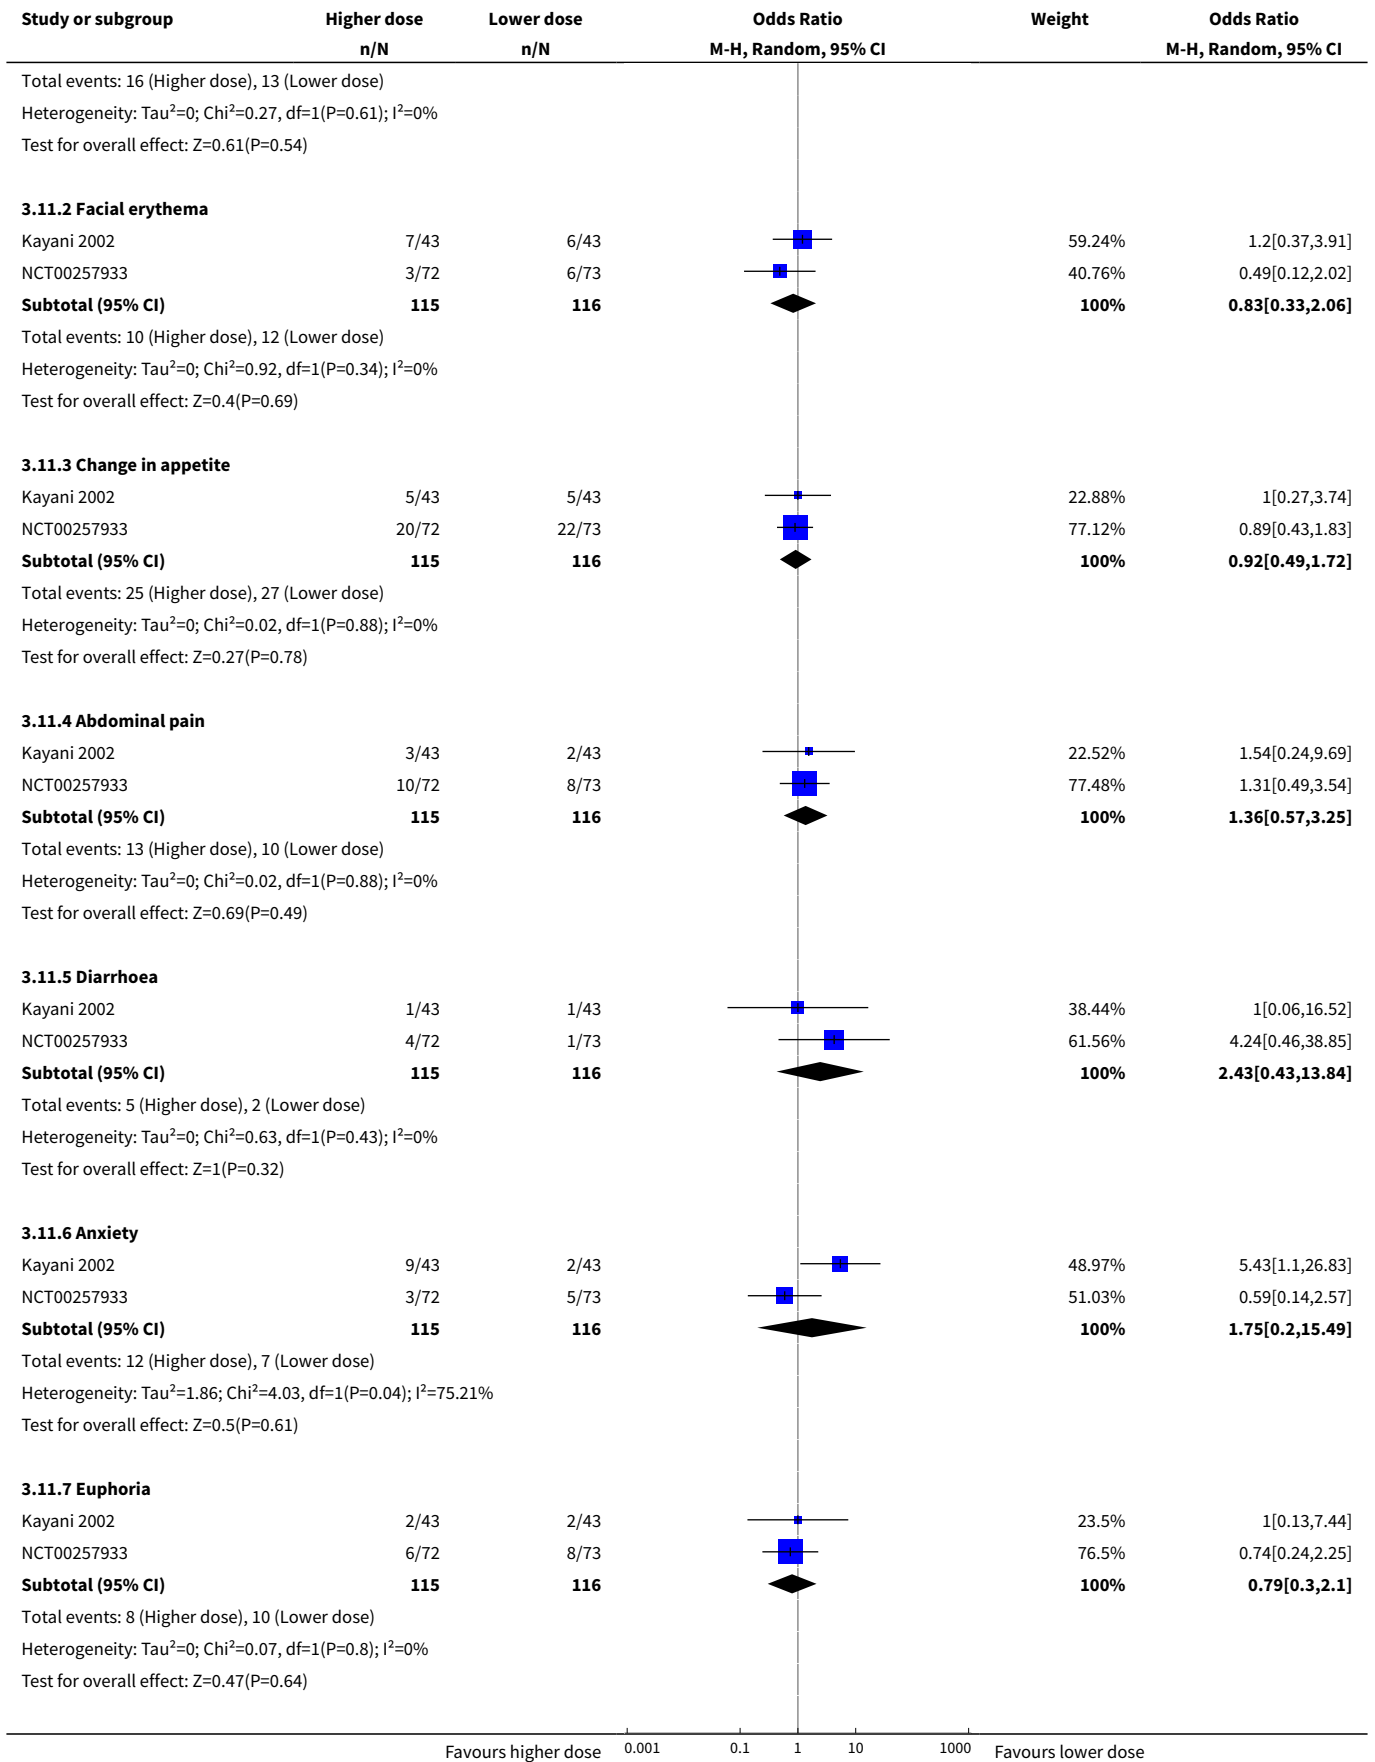 Study or subgroup Higher dose Lower dose Odds Ratio Weight Odds Ratio
n/N n/N M-H, Random, 95% CI M-H, Random, 95% CI
Total events: 16 (Higher dose), 13 (Lower dose)
Heterogeneity: Tau²=0; Chi²=0.27, df=1(P=0.61); I²=0%
Test for overall effect: Z=0.61(P=0.54)
3.11.2 Facial erythema
Kayani 2002 7/43 6/43 59.24% 1.2[0.37,3.91]
NCT00257933 3/72 6/73 40.76% 0.49[0.12,2.02]
Subtotal (95% CI) 115 116 100% 0.83[0.33,2.06]
Total events: 10 (Higher dose), 12 (Lower dose)
Heterogeneity: Tau²=0; Chi²=0.92, df=1(P=0.34); I²=0%
Test for overall effect: Z=0.4(P=0.69)
3.11.3 Change in appetite
Kayani 2002 5/43 5/43 22.88% 1[0.27,3.74]
NCT00257933 20/72 22/73 77.12% 0.89[0.43,1.83]
Subtotal (95% CI) 115 116 100% 0.92[0.49,1.72]
Total events: 25 (Higher dose), 27 (Lower dose)
Heterogeneity: Tau²=0; Chi²=0.02, df=1(P=0.88); I²=0%
Test for overall effect: Z=0.27(P=0.78)
3.11.4 Abdominal pain
Kayani 2002 3/43 2/43 22.52% 1.54[0.24,9.69]
NCT00257933 10/72 8/73 77.48% 1.31[0.49,3.54]
Subtotal (95% CI) 115 116 100% 1.36[0.57,3.25]
Total events: 13 (Higher dose), 10 (Lower dose)
Heterogeneity: Tau²=0; Chi²=0.02, df=1(P=0.88); I²=0%
Test for overall effect: Z=0.69(P=0.49)
3.11.5 Diarrhoea
Kayani 2002 1/43 1/43 38.44% 1[0.06,16.52]
NCT00257933 4/72 1/73 61.56% 4.24[0.46,38.85]
Subtotal (95% CI) 115 116 100% 2.43[0.43,13.84]
Total events: 5 (Higher dose), 2 (Lower dose)
Heterogeneity: Tau²=0; Chi²=0.63, df=1(P=0.43); I²=0%
Test for overall effect: Z=1(P=0.32)
3.11.6 Anxiety
Kayani 2002 9/43 2/43 48.97% 5.43[1.1,26.83]
NCT00257933 3/72 5/73 51.03% 0.59[0.14,2.57]
Subtotal (95% CI) 115 116 100% 1.75[0.2,15.49]
Total events: 12 (Higher dose), 7 (Lower dose)
Heterogeneity: Tau²=1.86; Chi²=4.03, df=1(P=0.04); I²=75.21%
Test for overall effect: Z=0.5(P=0.61)
3.11.7 Euphoria
Kayani 2002 2/43 2/43 23.5% 1[0.13,7.44]
NCT00257933 6/72 8/73 76.5% 0.74[0.24,2.25]
Subtotal (95% CI) 115 116 100% 0.79[0.3,2.1]
Total events: 8 (Higher dose), 10 (Lower dose)
Heterogeneity: Tau²=0; Chi²=0.07, df=1(P=0.8); I²=0%
Test for overall effect: Z=0.47(P=0.64)
Favours higher dose 0.001 0.1 1 10 1000 Favours lower dose